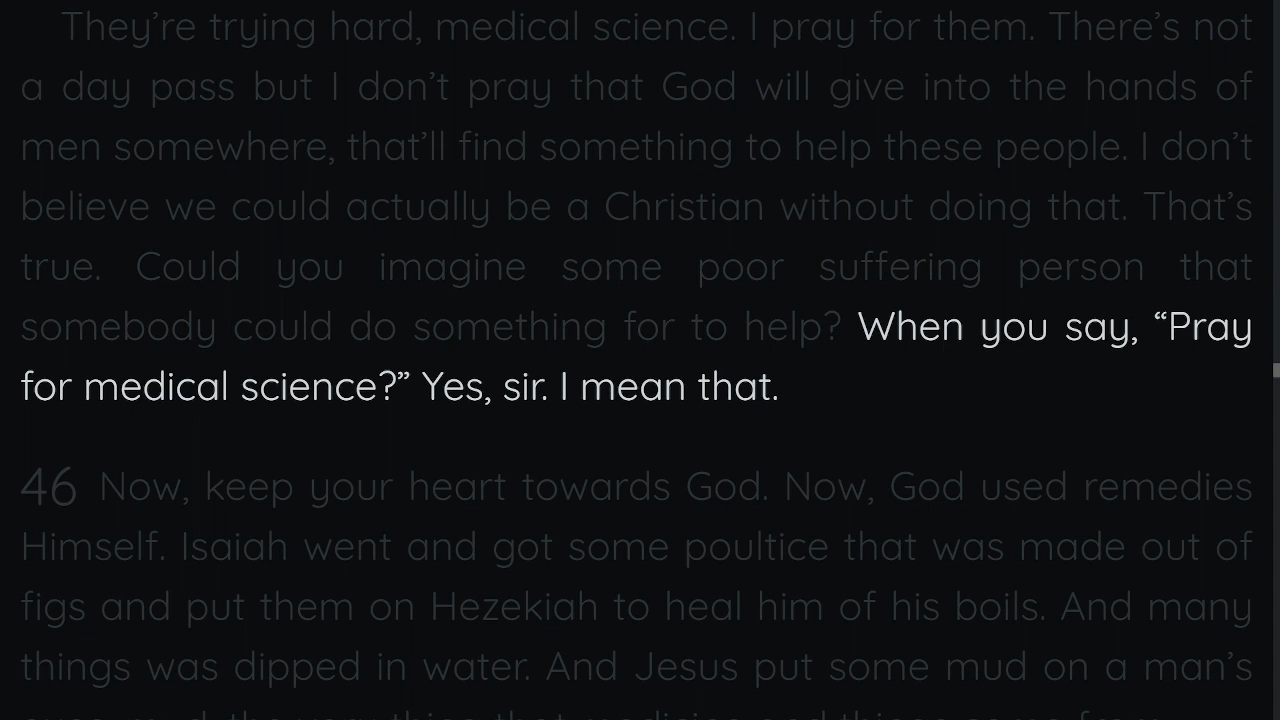 They’re trying hard, medical science. I pray for them. There’s not
a day pass but I don’t pray that God will give into the hands of
men somewhere, that’ll find something to help these people. I don’t
believe we could actually be a Christian without doing that. That’s
true. Could you imagine some poor suffering person that
somebody could do something for to help? When you say, “Pray
for medical science?” Yes, sir. I mean that.
46 Now, keep your heart towards God. Now, God used remedies
Himself. Isaiah went and got some poultice that was made out of
figs and put them on Hezekiah to heal him of his boils. And many
things was dipped in water. And Jesus put some mud on a man’s